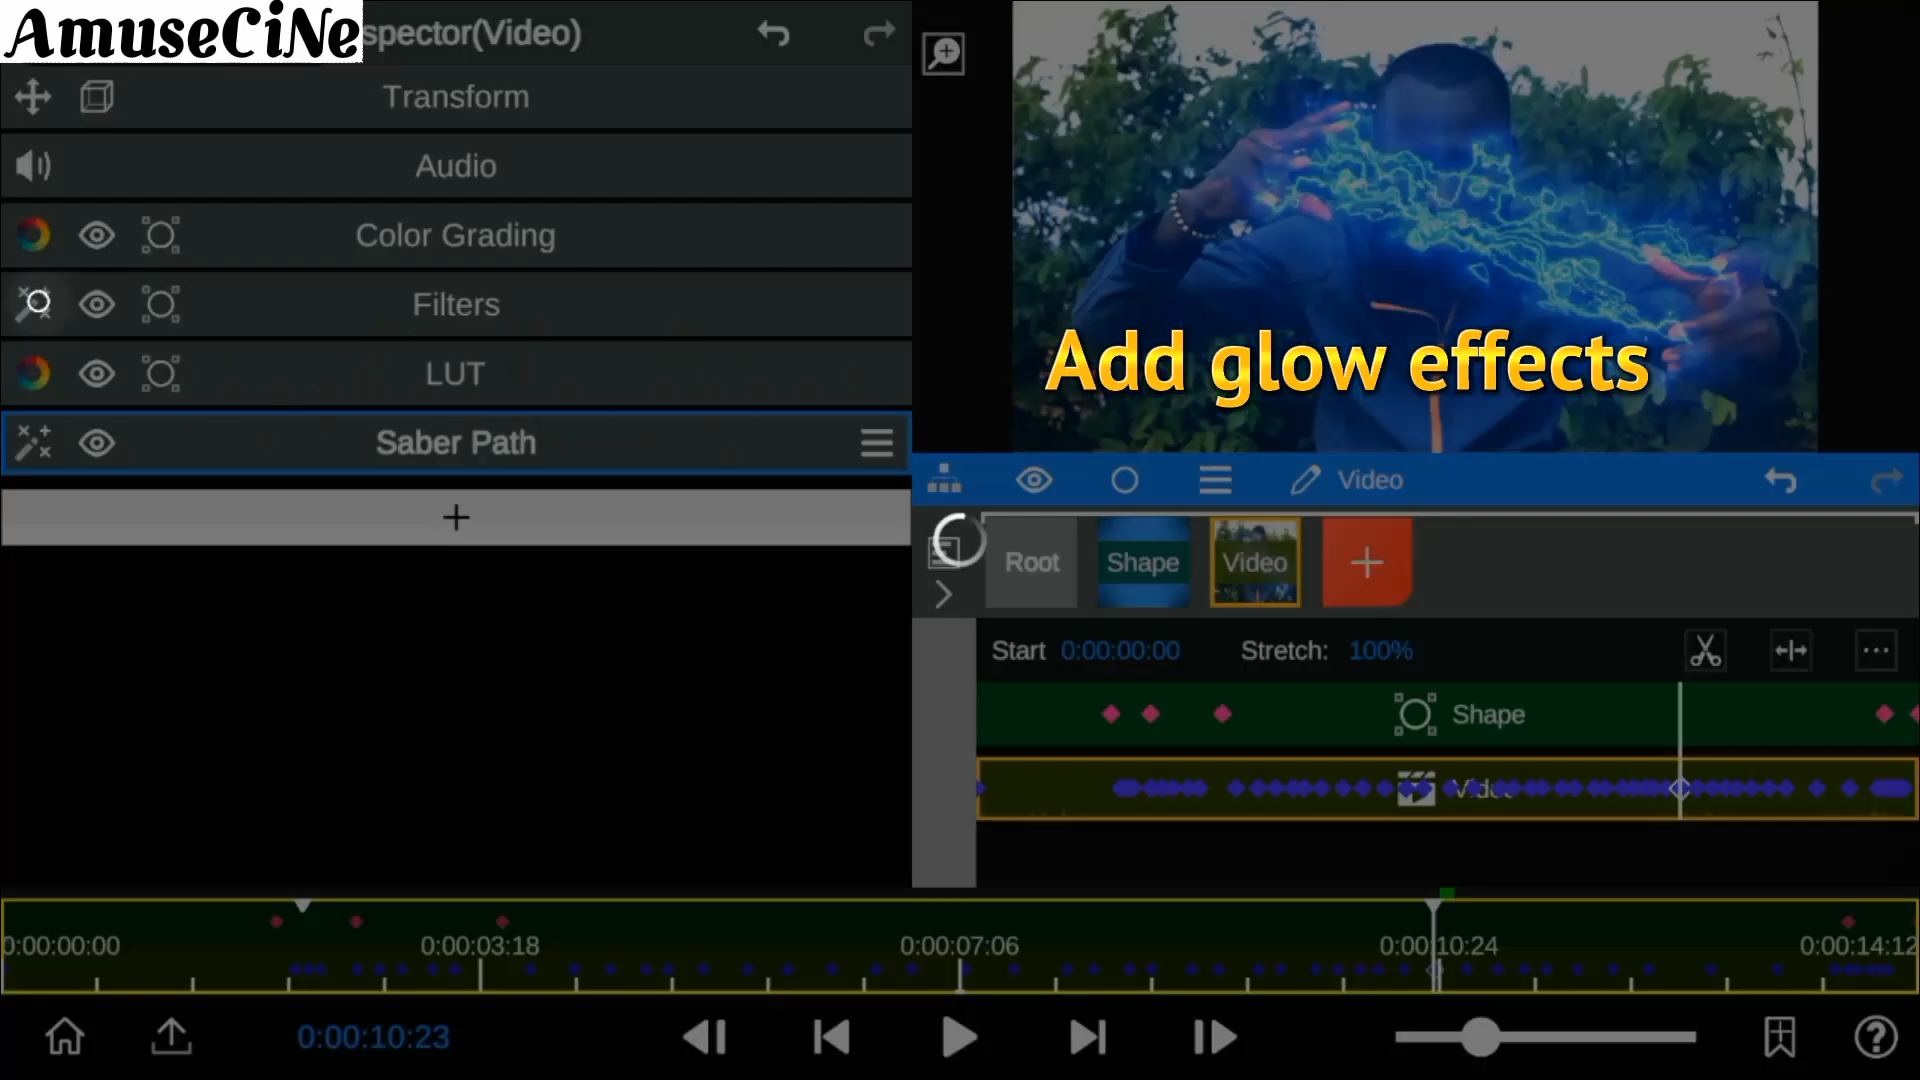 AmuseCiNe
spector(Video)
Transform
Audio
Color Grading
Filters
LUT
Saber Path
+
Add glow effects
Video
Root
Shape
Video
+
Start 0:00:00:00 Stretch: 100%
Shape
Video
0:00:00:00 0:00:03:18 0:00:07:06 0:00:10:24 0:00:14:12
0:00:10:23